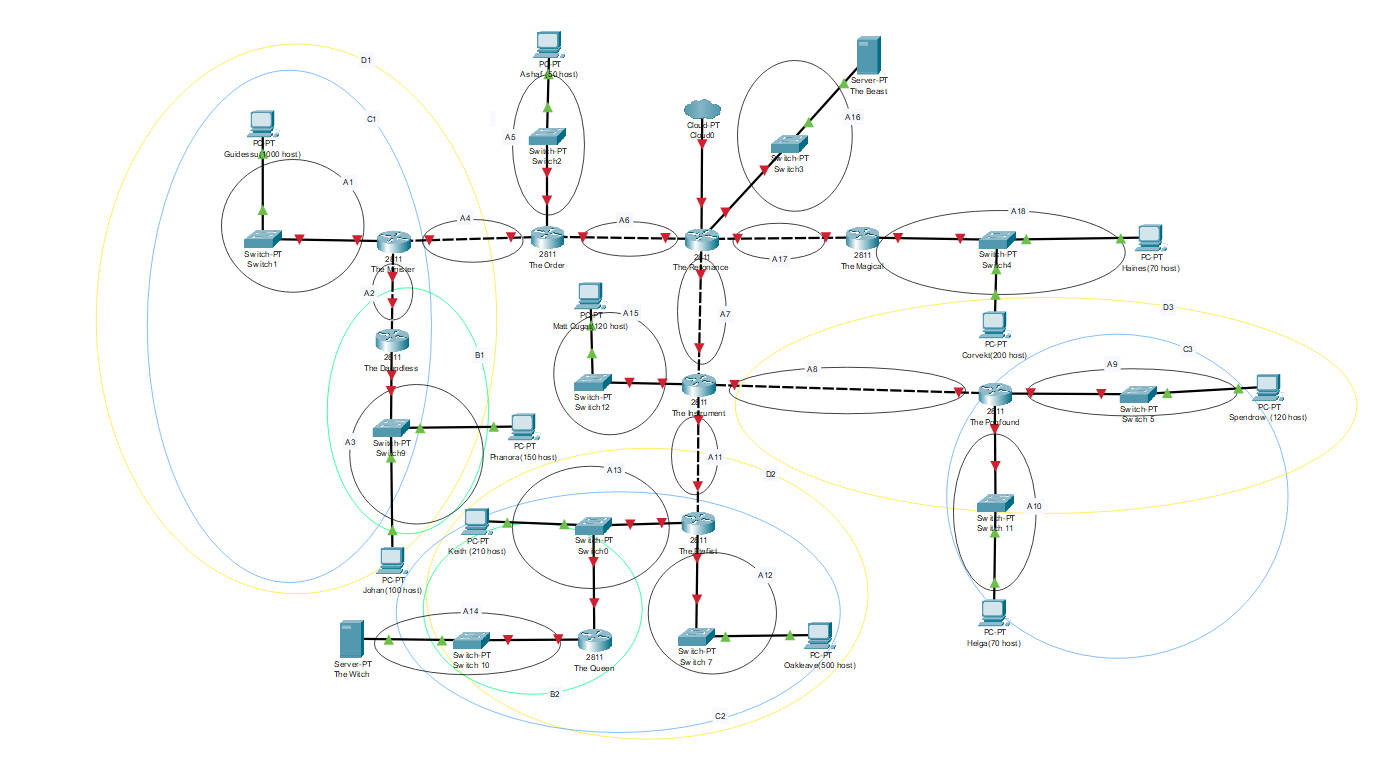 D1
C1
PC-PT
Guidessu(1000 host)
A1
Switch-PT
Switch1
2811
The Minister
A4
A2
2811
The Dauntless
B1
A3
Switch-PT
Switch9
PC-PT
Phanora(150 host)
PC-PT
Johan(100 host)
PC-PT
Ashaf (50 host)
A5
Switch-PT
Switch2
2811
The Order
A6
Cloud-PT
Cloud0
Server-PT
The Beast
A16
Switch-PT
Switch3
2811
The Resonance
A17
2811
The Magical
A18
Switch-PT
Switch4
PC-PT
Haines(70 host)
PC-PT
Corvekt(200 host)
A7
PC-PT
A15
Switch-PT
Switch12
2811
The Instrument
A8
D3
C3
A9
2811
The Profound
Switch-PT
Switch 5
PC-PT
Spendrow (120 host)
A10
Switch-PT
Switch 11
PC-PT
Helga(70 host)
A11
D2
A13
PC-PT
Keith (210 host)
Switch-PT
Switch0
2811
A12
Switch-PT
Switch 7
PC-PT
Oakleave(500 host)
A14
Server-PT
The Witch
Switch-PT
Switch 10
2811
The Queen
B2
C2